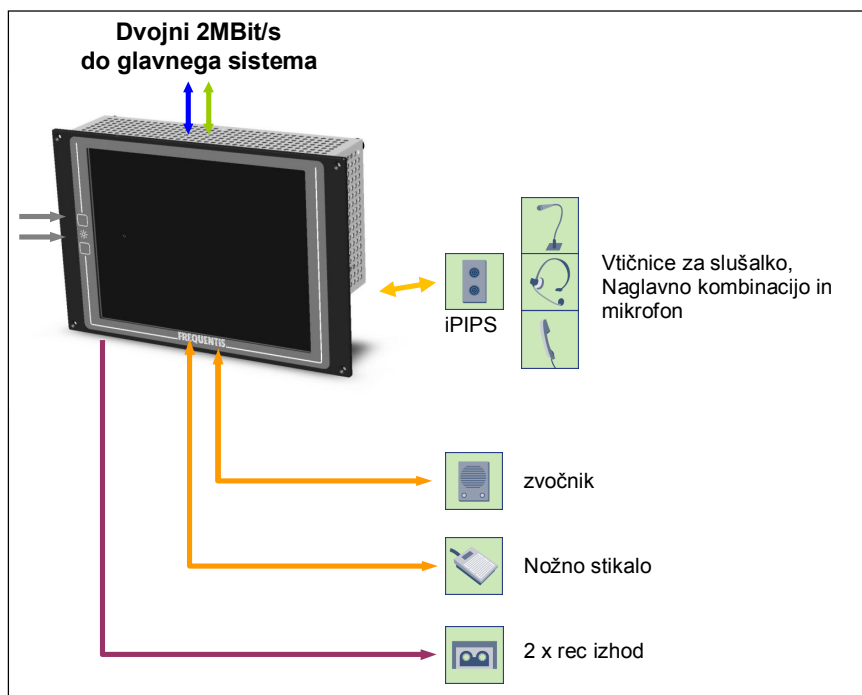 Dvojni 2MBit/s
do glavnega sistema
FREQUENTIS
iPIPS
Vtičnice za slušalko,
Naglavno kombinacijo in
mikrofon
zvočnik
Nožno stikalo
2 x rec izhod